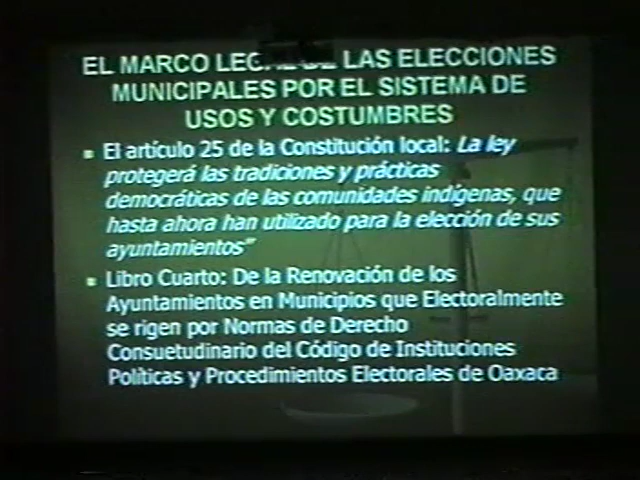 EL MARCO LEGAL DE LAS ELECCIONES
MUNICIPALES POR EL SISTEMA DE
USOS Y COSTUMBRES
El artículo 25 de la Constitución local: La ley
protegerá las tradiciones y prácticas
democráticas de las comunidades indígenas, que
hasta ahora han utilizado para la elección de sus
ayuntamientos”
Libro Cuarto: De la Renovación de los
Ayuntamientos en Municipios que Electoralmente
se rigen por Normas de Derecho
Consuetudinario del Código de Instituciones
Políticas y Procedimientos Electorales de Oaxaca